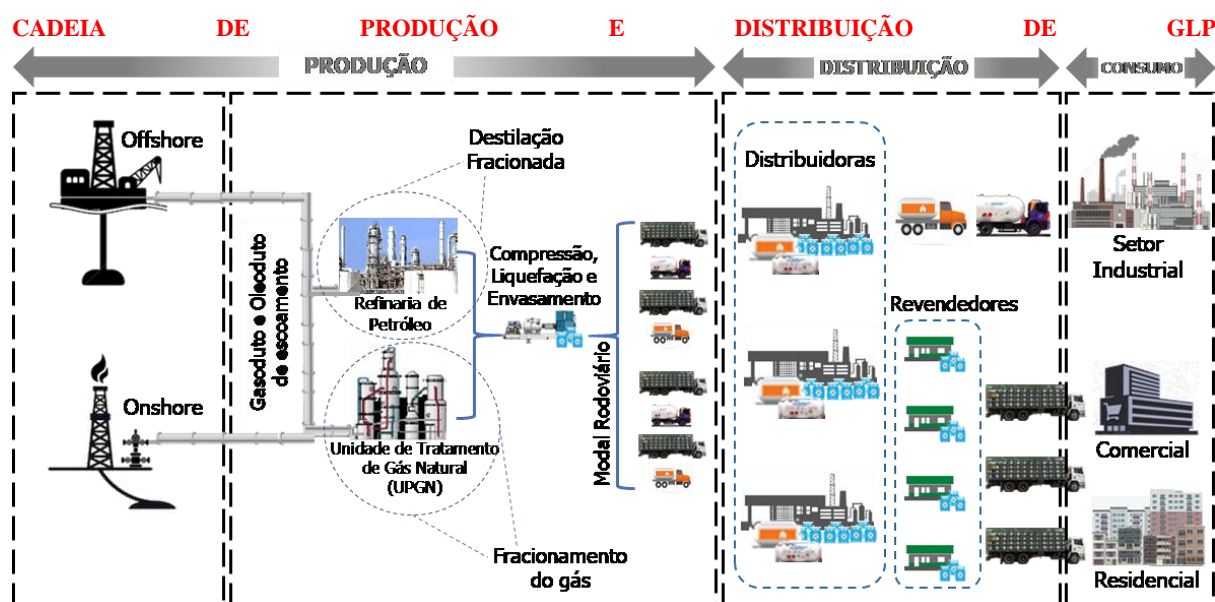 CADEIA DE PRODUÇÃO E DISTRIBUIÇÃO DE GLP
PRODUÇÃO
DISTRIBUIÇÃO
CONSUMO
Offshore
Onshore
Gasoduto e Oleoduto
de escoamento
Destilação
Fracionada
Refinaria de
Petróleo
Unidade de Tratamento
de Gás Natural
(UPGN)
Fracionamento
do gás
Compressão,
Liquefação e
Envasamento
Modal Rodoviário
Distribuidoras
Revendedores
Setor
Industrial
Comercial
Residencial